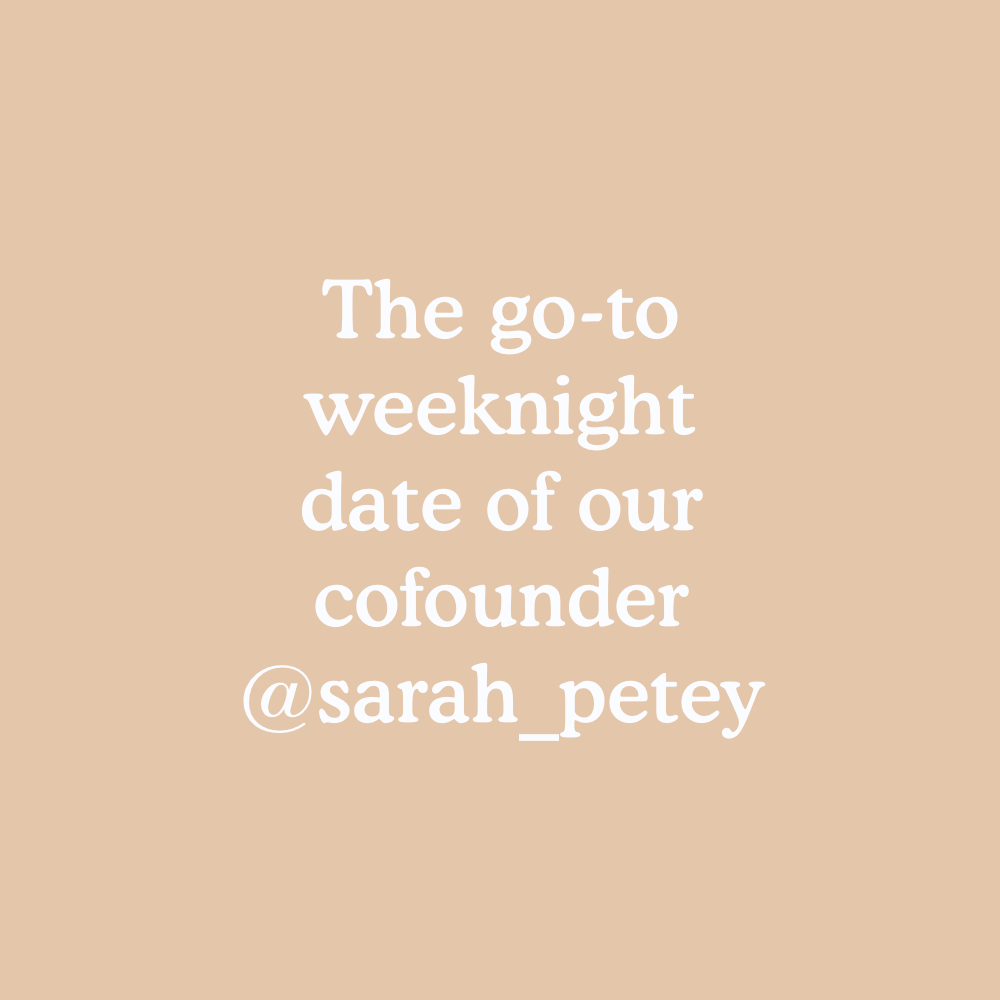 The go-to
weeknight
date of our
cofounder
@sarah_petey